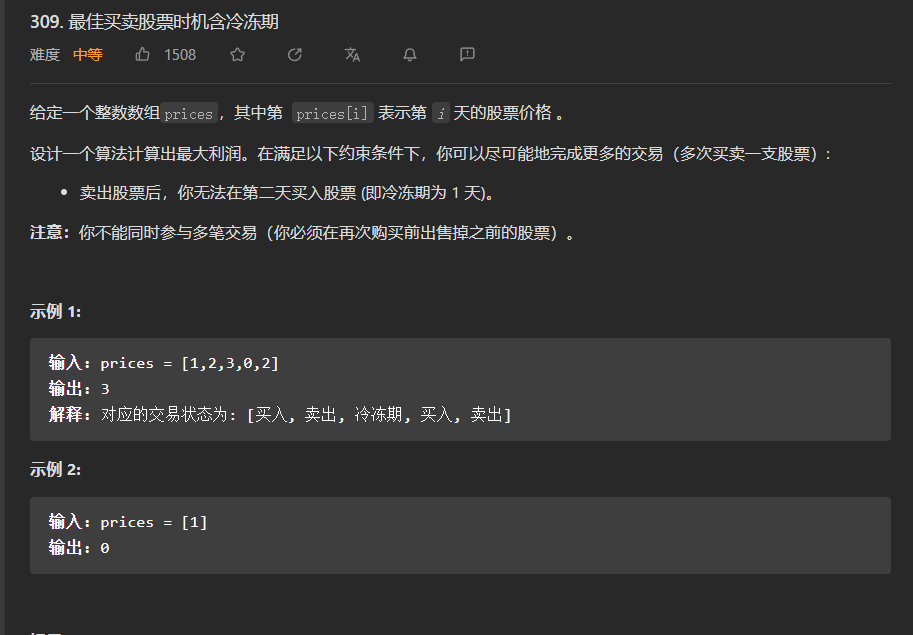 309. 最佳买卖股票时机含冷冻期
难度 中等 1508
给定一个整数数组prices，其中第 prices[i] 表示第 i 天的股票价格 。
设计一个算法计算出最大利润。在满足以下约束条件下，你可以尽可能地完成更多的交易（多次买卖一支股票）:
• 卖出股票后，你无法在第二天买入股票 (即冷冻期为 1 天)。
注意：你不能同时参与多笔交易（你必须在再次购买前出售掉之前的股票）。
示例 1:
输入: prices = [1,2,3,0,2]
输出: 3
解释: 对应的交易状态为: [买入, 卖出, 冷冻期, 买入, 卖出]
示例 2:
输入: prices = [1]
输出: 0